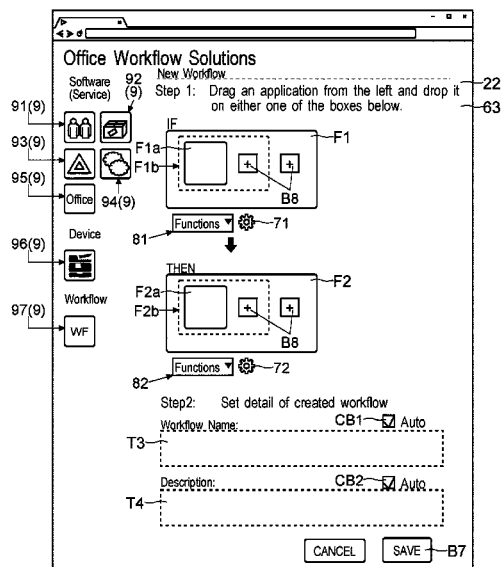 Office Workflow Solutions
Software
(Service)
92
(9)
New Workflow
22
Step 1: Drag an application from the left and drop it
on either one of the boxes below.
63
91(9)
IF
F1
F1a
F1b
93(9)
+
+
B8
95(9)
Office
94(9)
81
Functions ▼
71
Device
96(9)
THEN
F2
F2a
F2b
+
+
B8
Workflow
97(9)
WF
82
Functions ▼
72
Step2: Set detail of created workflow
Workflow Name:
CB1
Auto
T3
Description:
CB2
Auto
T4
CANCEL
SAVE
B7